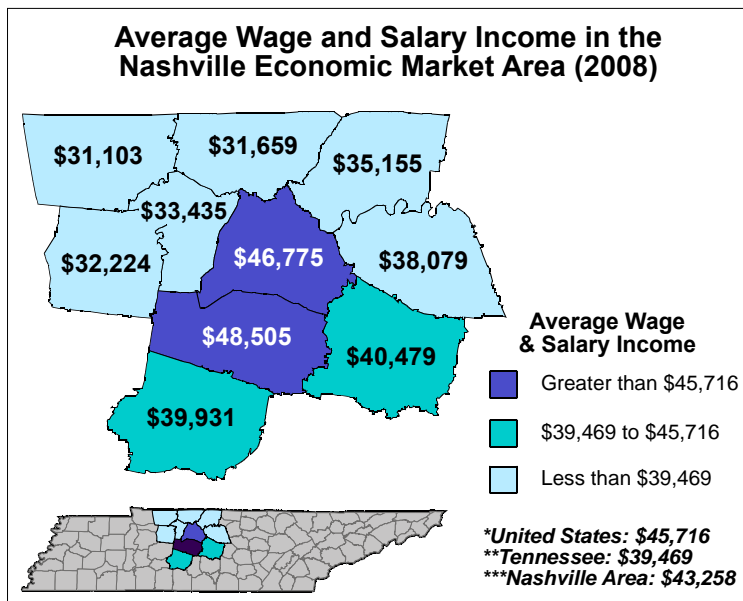 Average Wage and Salary Income in the
Nashville Economic Market Area (2008)
$31,103
$31,659
$35,155
$33,435
$32,224
$46,775
$38,079
$48,505
$40,479
$39,931
Average Wage
& Salary Income
Greater than $45,716
$39,469 to $45,716
Less than $39,469
*United States: $45,716
**Tennessee: $39,469
***Nashville Area: $43,258